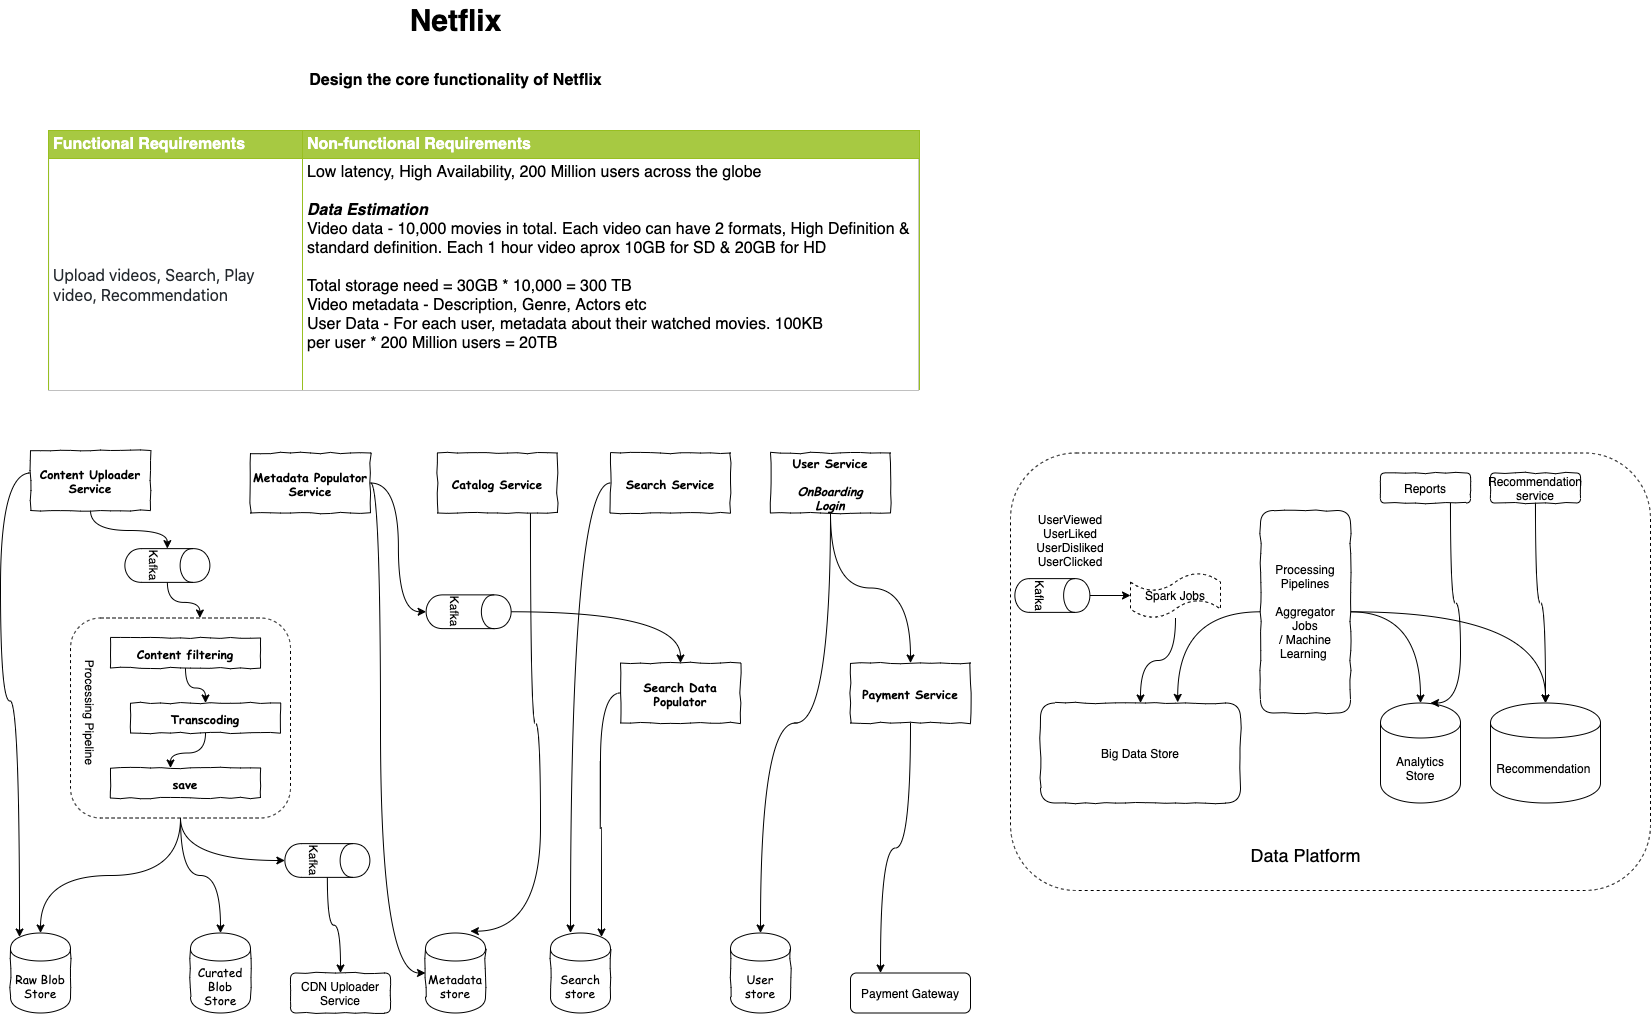 Netflix
Design the core functionality of Netflix
Functional Requirements
Non-functional Requirements
Upload videos, Search, Play
video, Recommendation
Low latency, High Availability, 200 Million users across the globe
Data Estimation
Video data - 10,000 movies in total. Each video can have 2 formats, High Definition &
standard definition. Each 1 hour video aprox 10GB for SD & 20GB for HD
Total storage need = 30GB * 10,000 = 300 TB
Video metadata - Description, Genre, Actors etc
User Data - For each user, metadata about their watched movies. 100KB
per user * 200 Million users = 20TB
Content Uploader
Service
Metadada Populator
Service
Catalog Service
Search Service
User Service
OnBoarding
Login
Kafka
Kafka
Processing Pipeline
Content filtering
Transcoding
save
Search Data
Populator
Payment Service
Kafka
Raw Blob
Store
Curated
Blob
Store
CDN Uploader
Service
Metadata
store
Search
store
User
store
Payment Gateway
UserViewed
UserLiked
UserDisliked
UserClicked
Kafka
Spark Jobs
Processing
Pipelines
Aggregator
Jobs
/ Machine
Learning
Reports
Recommendation
service
Big Data Store
Analytics
Store
Recommendation
Data Platform